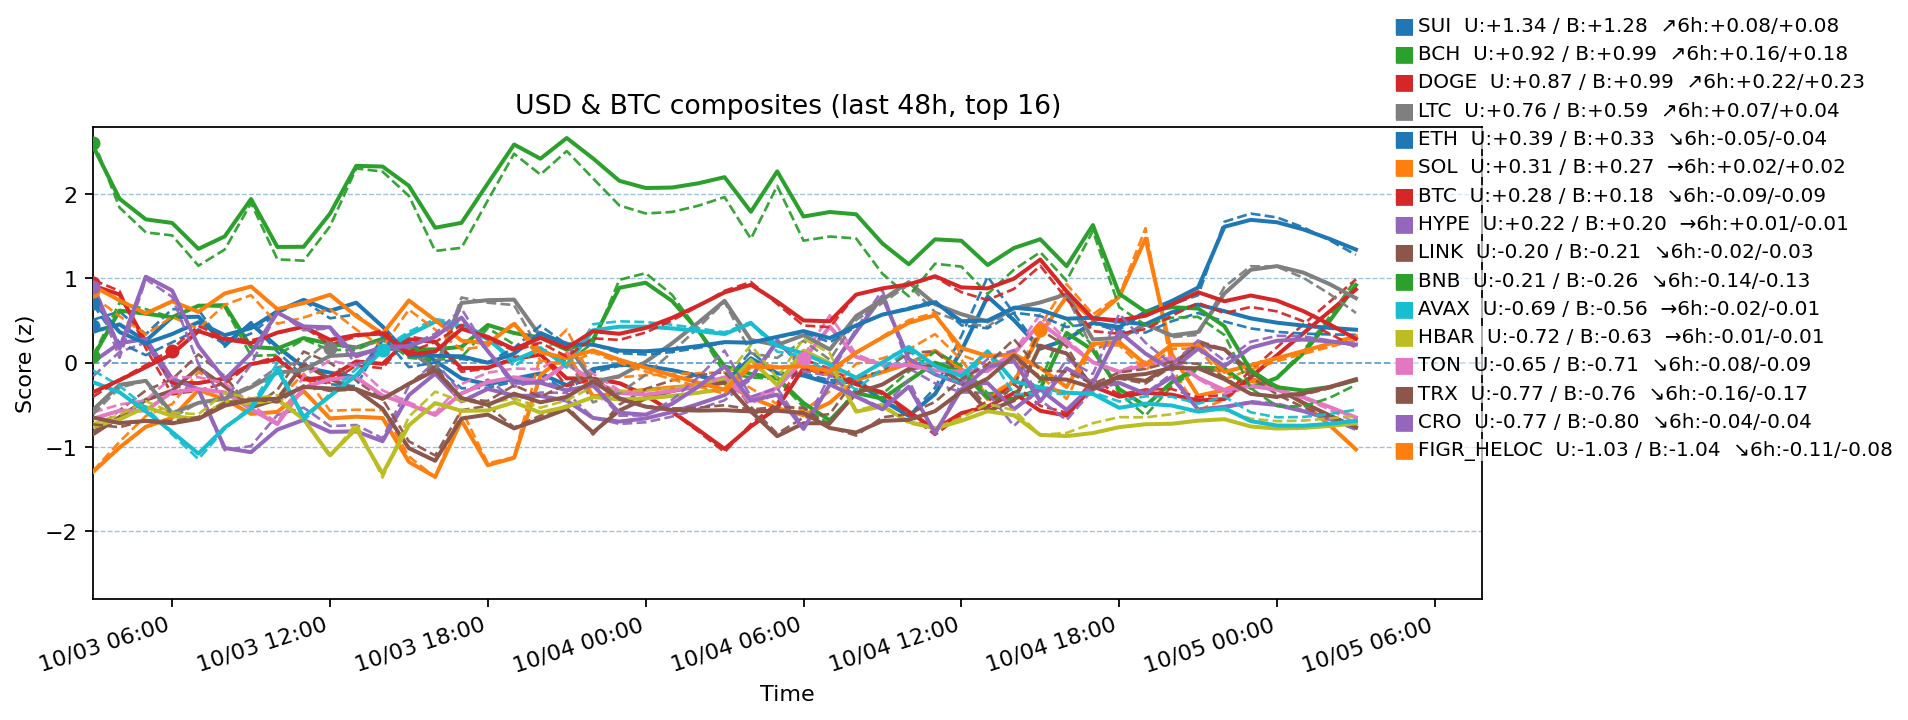 SUI U:+1.34 / B:+1.28 ↗6h:+0.08/+0.08
BCH U:+0.92 / B:+0.99 ↗6h:+0.16/+0.18
DOGE U:+0.87 / B:+0.99 ↗6h:+0.22/+0.23
LTC U:+0.76 / B:+0.59 ↗6h:+0.07/+0.04
ETH U:+0.39 / B:+0.33 ↘6h:-0.05/-0.04
SOL U:+0.31 / B:+0.27 →6h:+0.02/+0.02
BTC U:+0.28 / B:+0.18 ↘6h:-0.09/-0.09
HYPE U:+0.22 / B:+0.20 →6h:+0.01/-0.01
LINK U:-0.20 / B:-0.21 ↘6h:-0.02/-0.03
BNB U:-0.21 / B:-0.26 ↘6h:-0.14/-0.13
AVAX U:-0.69 / B:-0.56 →6h:-0.02/-0.01
HBAR U:-0.72 / B:-0.63 →6h:-0.01/-0.01
TON U:-0.65 / B:-0.71 ↘6h:-0.08/-0.09
TRX U:-0.77 / B:-0.76 ↘6h:-0.16/-0.17
CRO U:-0.77 / B:-0.80 ↘6h:-0.04/-0.04
FIGR_HELOC U:-1.03 / B:-1.04 ↘6h:-0.11/-0.08
USD & BTC composites (last 48h, top 16)
Score (z)
2
1
0
−1
−2
10/03 06:00
10/03 12:00
10/03 18:00
10/04 00:00
10/04 06:00
10/04 12:00
10/04 18:00
10/05 00:00
10/05 06:00
Time